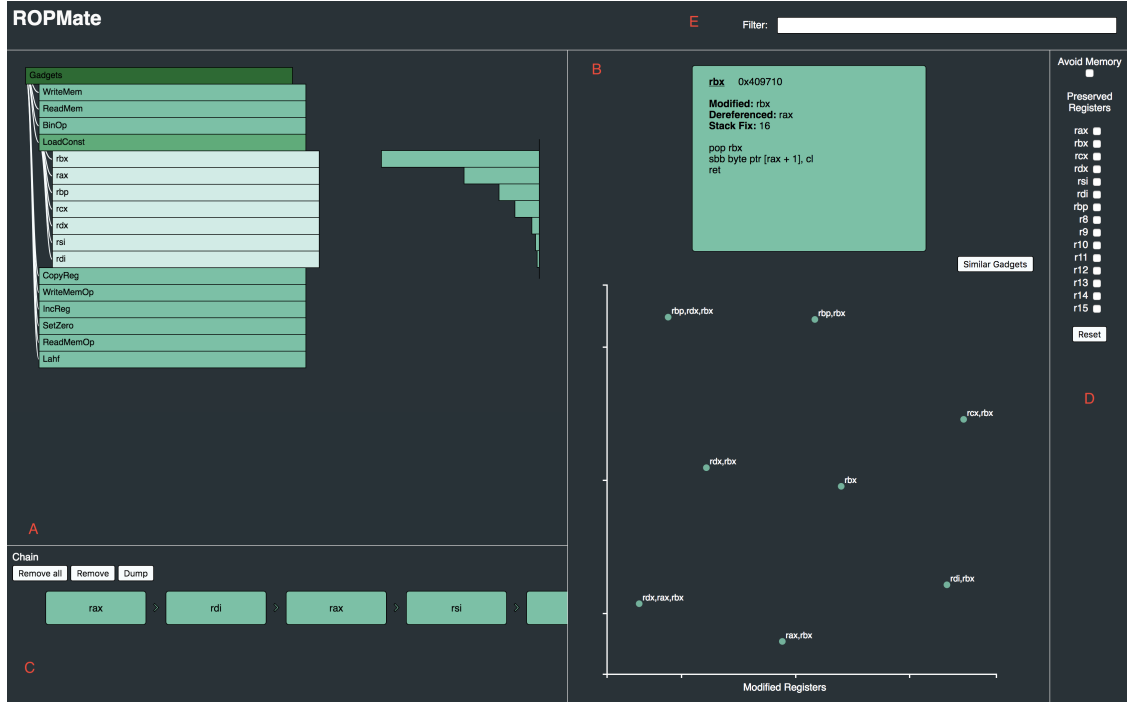 ROPMate
E
Filter:
Gadgets
WriteMem
ReadMem
BinOp
LoadConst
rbx
rax
rbp
rcx
rdx
rsi
rdi
CopyReg
WriteMemOp
IncReg
SetZero
ReadMemOp
Lahf
A
Chain
Remove all Remove Dump
rax > rdi > rax > rsi >
C
B
rbx 0x409710
Modified: rbx
Dereferenced: rax
Stack Fix: 16
pop rbx
sbb byte ptr [rax + 1], cl
ret
Similar Gadgets
rbp,rdx,rbx
rbp,rbx
rcx,rbx
rdx,rbx
rbx
rdi,rbx
rdx,rax,rbx
rax,rbx
Modified Registers
Avoid Memory
Preserved
Registers
rax
rbx
rcx
rdx
rsi
rdi
rbp
r8
r9
r10
r11
r12
r13
r14
r15
Reset
D